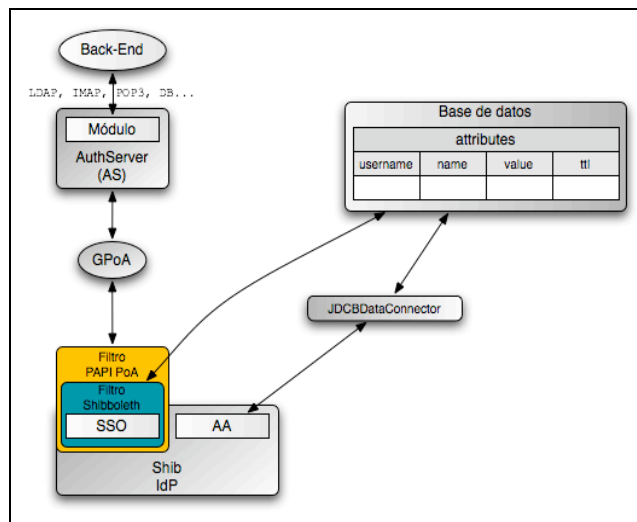 Back-End
LDAP, IMAP, POP3, DB...
Módulo
AuthServer
(AS)
Base de datos
attributes
username name value ttl
GPoA
JDCBDataConnector
Filtro
PAPI PoA
Filtro
Shibboleth
SSO
AA
Shib
IdP